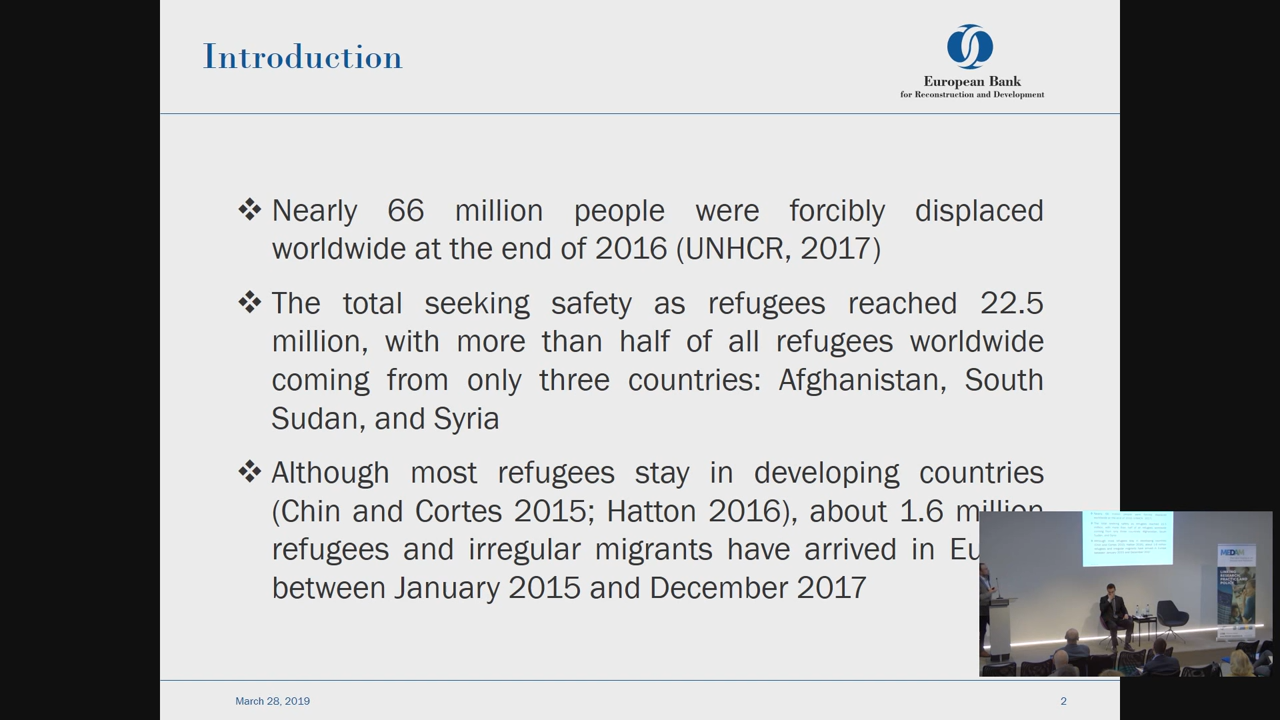 Introduction
European Bank
for Reconstruction and Development
❖ Nearly 66 million people were forcibly displaced
worldwide at the end of 2016 (UNHCR, 2017)
❖ The total seeking safety as refugees reached 22.5
million, with more than half of all refugees worldwide
coming from only three countries: Afghanistan, South
Sudan, and Syria
❖ Although most refugees stay in developing countries
(Chin and Cortes 2015; Hatton 2016), about 1.6 million
refugees and irregular migrants have arrived in Eu
between January 2015 and December 2017
MEDAM
March 28, 2019
2